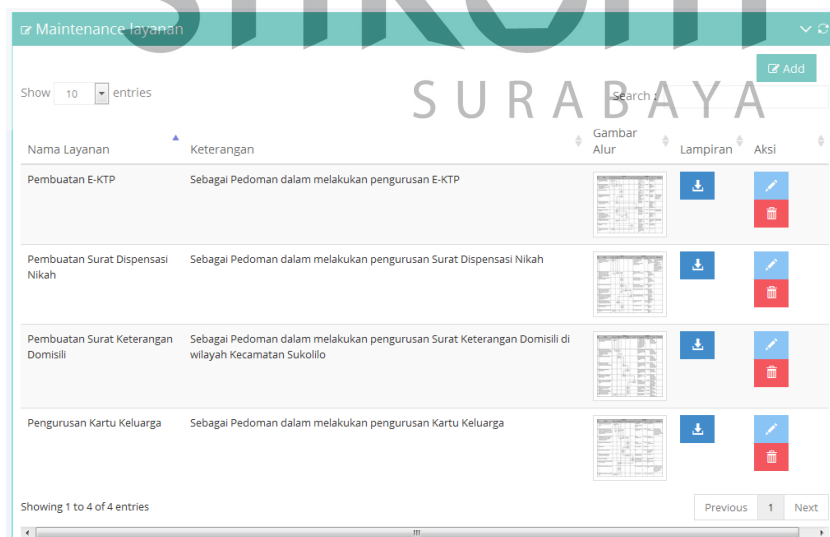 Maintenance layanan
Add
Show 10 entries
Search :
SURABAYA
Nama Layanan Keterangan Gambar Alur Lampiran Aksi
Pembuatan E-KTP Sebagai Pedoman dalam melakukan pengurusan E-KTP
Pembuatan Surat Dispensasi Sebagai Pedoman dalam melakukan pengurusan Surat Dispensasi Nikah
Nikah
Pembuatan Surat Keterangan Sebagai Pedoman dalam melakukan pengurusan Surat Keterangan Domisili di
Domisili wilayah Kecamatan Sukolilo
Pengurusan Kartu Keluarga Sebagai Pedoman dalam melakukan pengurusan Kartu Keluarga
Showing 1 to 4 of 4 entries
Previous 1 Next